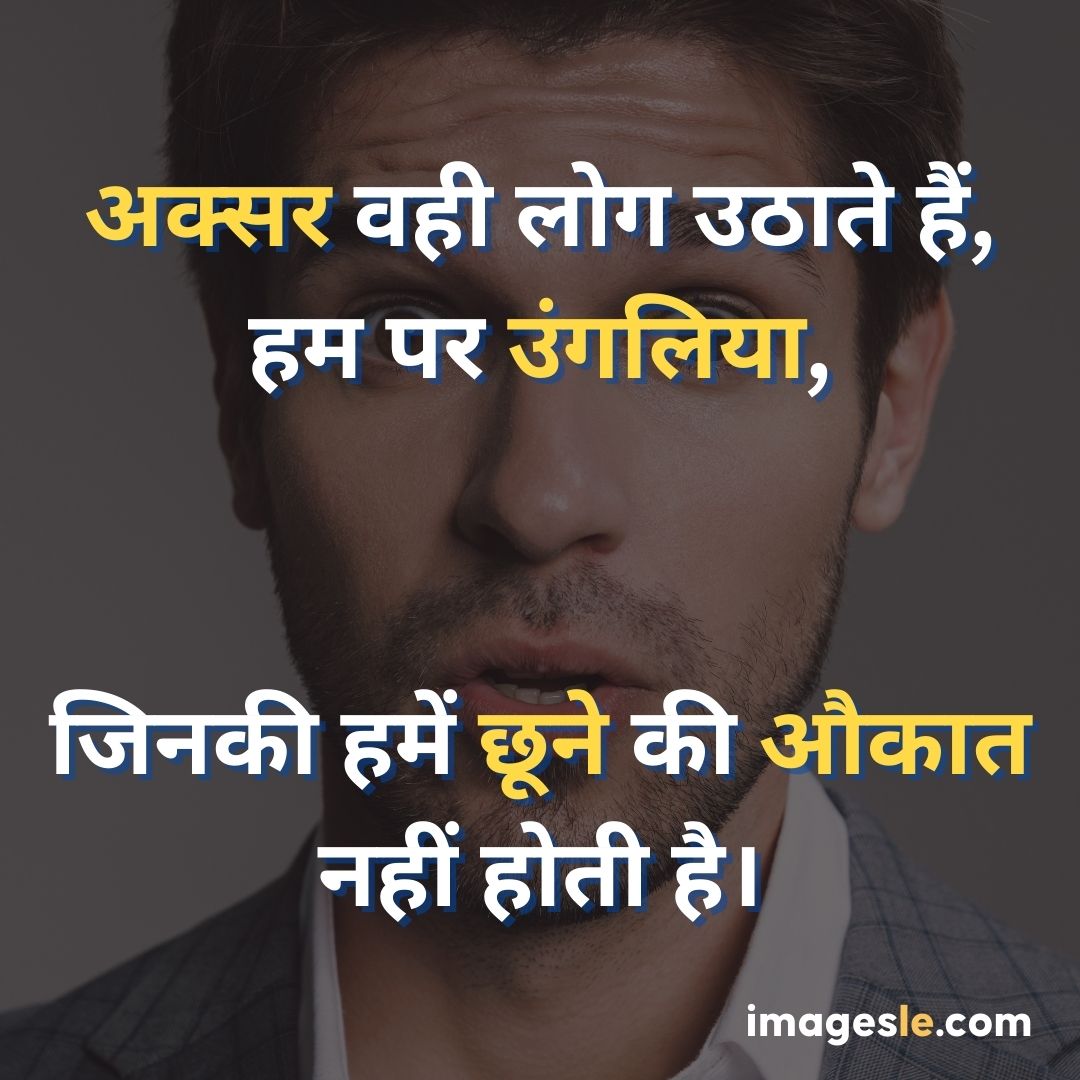 अक्सर वही लोग उठाते हैं,
हम पर उंगलिया,
जिनकी हमें छूने की औकात
नहीं होती है।
imagesle.com